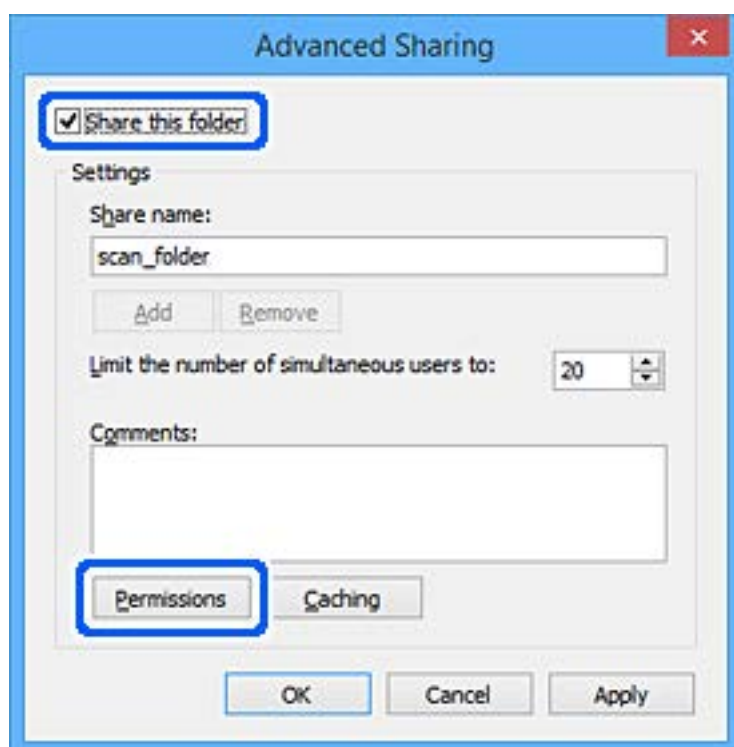 Advanced Sharing
Share this folder
Settings
Share name:
scan_folder
Add Remove
Limit the number of simultaneous users to: 20
Comments:
Permissions Caching
OK Cancel Apply